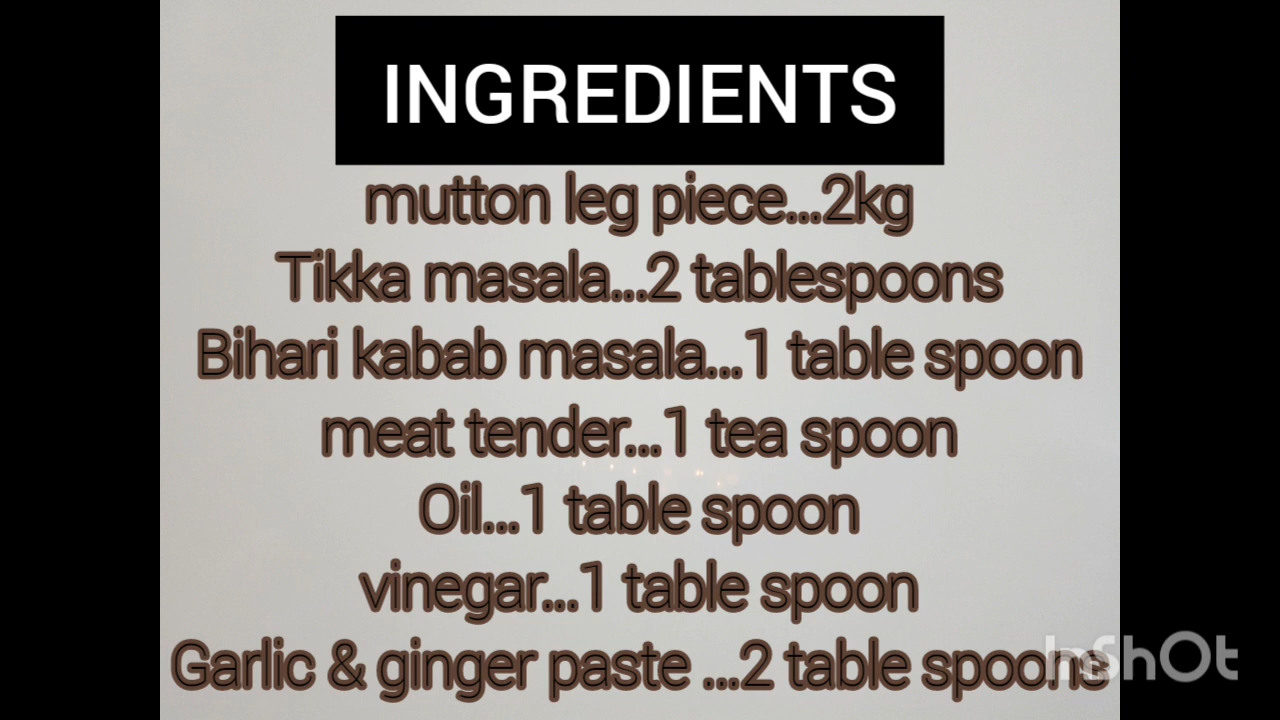 INGREDIENTS
mutton leg piece...2kg
Tikka masala...2 tablespoons
Bihari kabab masala...1 table spoon
meat tender...1 tea spoon
Oil...1 table spoon
vinegar...1 table spoon
Garlic & ginger paste ...2 table spoons
InShOt